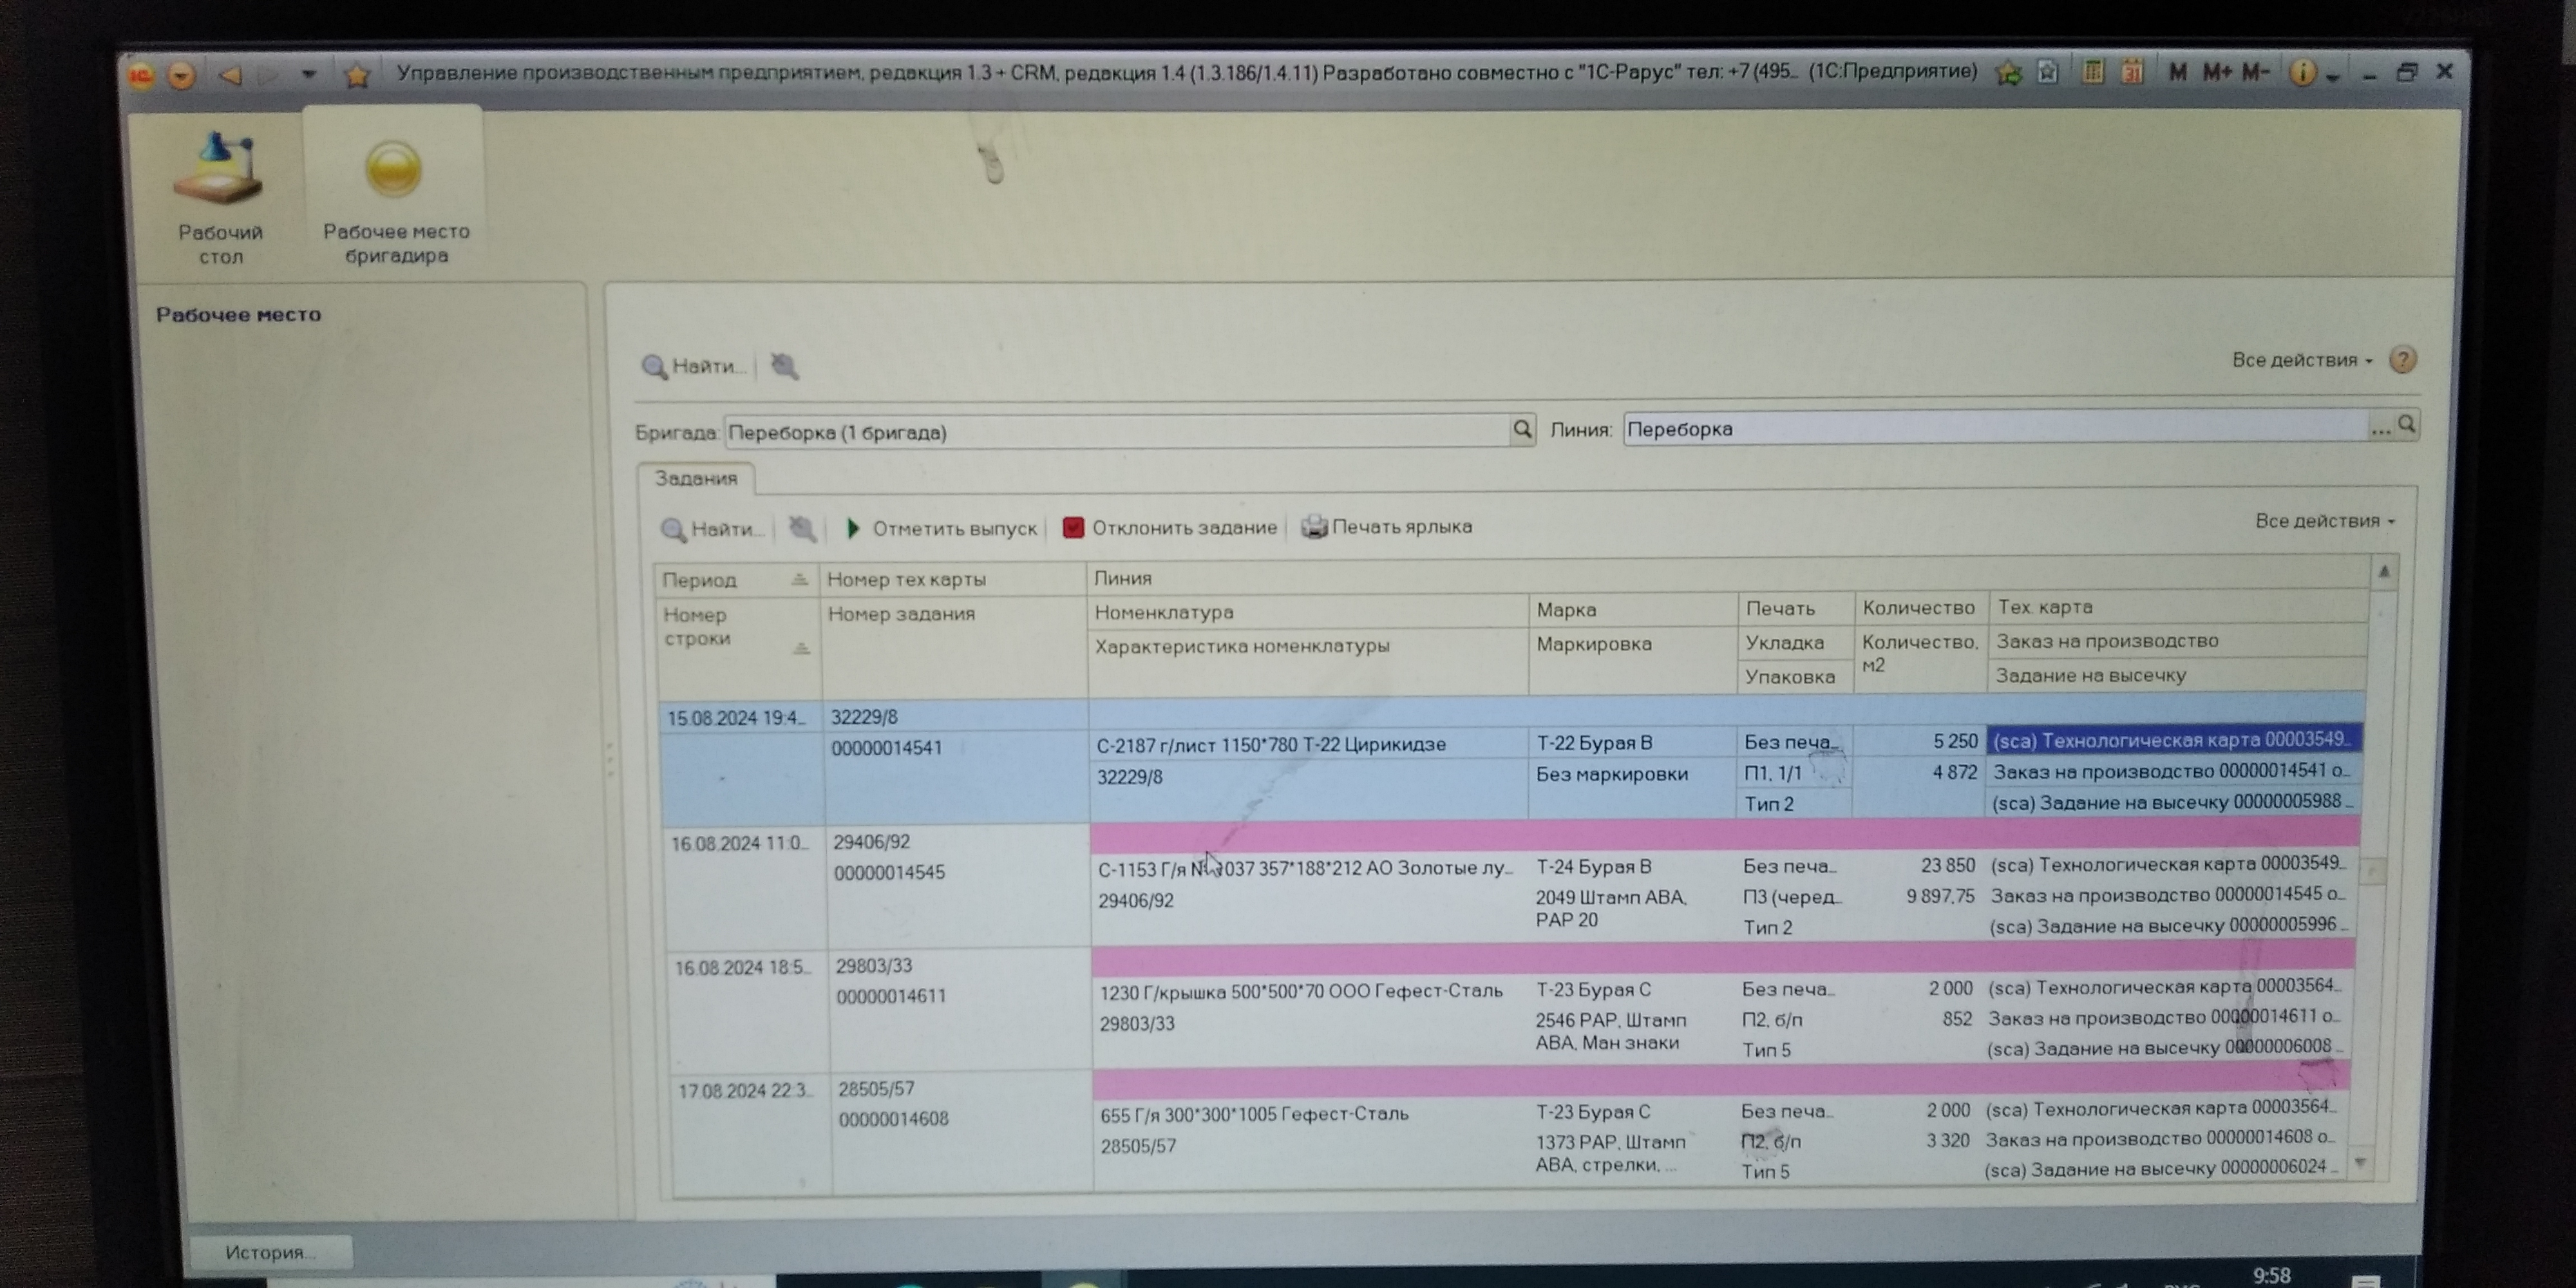 Управление производственным предприятием, редакция 1.3 + CRM, редакция 1.4 (1.3.186/1.4.11) Разработано совместно с "1С-Рарус" тел: +7 (495... (1С:Предприятие)
31 M M+ M-
Рабочий стол
Рабочее место бригадира
Рабочее место
Найти...
Все действия
Бригада: Переборка (1 бригада)
Линия: Переборка
Задания
Найти... Отметить выпуск Отклонить задание Печать ярлыка
Все действия
Период Номер тех карты Линия
Номер строки Номер задания Номенклатура Марка Печать Количество Тех. карта
Характеристика номенклатуры Маркировка Укладка Количество, м2 Заказ на производство
Упаковка Задание на высечку
15.08.2024 19:4... 32229/8
00000014541 С-2187 г/лист 1150*780 Т-22 Цирикидзе Т-22 Бурая В Без печа... 5 250 (sca) Технологическая карта 00003549...
32229/8 Без маркировки П1, 1/1 4 872 Заказ на производство 00000014541 о...
Тип 2 (sca) Задание на высечку 00000005988 ...
16.08.2024 11:0... 29406/92
00000014545 С-1153 Г/я 037 357*188*212 АО Золотые лу... Т-24 Бурая В Без печа... 23 850 (sca) Технологическая карта 00003549...
29406/92 2049 Штамп АВА, РАР 20 П3 (черед... 9 897,75 Заказ на производство 00000014545 о...
Тип 2 (sca) Задание на высечку 00000005996 ...
16.08.2024 18:5... 29803/33
00000014611 1230 Г/крышка 500*500*70 ООО Гефест-Сталь Т-23 Бурая С Без печа... 2 000 (sca) Технологическая карта 00003564...
29803/33 2546 РАР, Штамп АВА, Ман знаки П2, б/п 852 Заказ на производство 00000014611 о...
Тип 5 (sca) Задание на высечку 00000006008 ...
17.08.2024 22:3... 28505/57
00000014608 655 Г/я 300*300*1005 Гефест-Сталь Т-23 Бурая С Без печа... 2 000 (sca) Технологическая карта 00003564...
28505/57 1373 РАР, Штамп АВА, стрелки, ... П2, б/п 3 320 Заказ на производство 00000014608 о...
Тип 5 (sca) Задание на высечку 00000006024 ...
История...
9:58